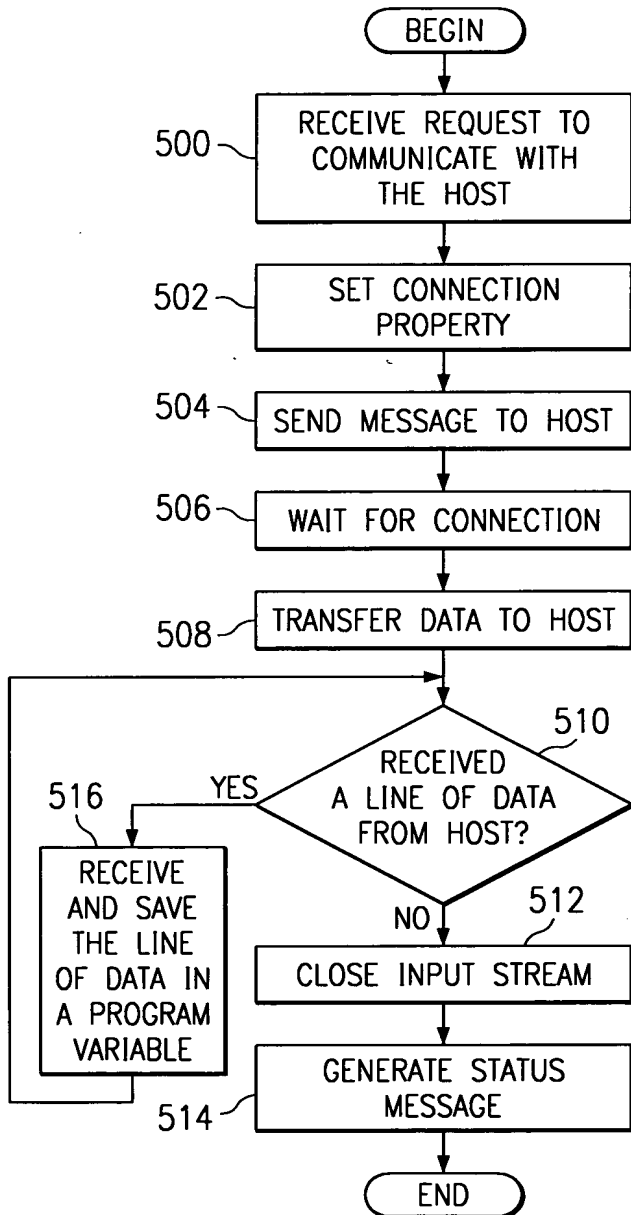 BEGIN
500
RECEIVE REQUEST TO
COMMUNICATE WITH
THE HOST
502
SET CONNECTION
PROPERTY
504
SEND MESSAGE TO HOST
506
WAIT FOR CONNECTION
508
TRANSFER DATA TO HOST
510
RECEIVED
A LINE OF DATA
FROM HOST?
YES
516
RECEIVE
AND SAVE
THE LINE
OF DATA IN
A PROGRAM
VARIABLE
NO
512
CLOSE INPUT STREAM
514
GENERATE STATUS
MESSAGE
END